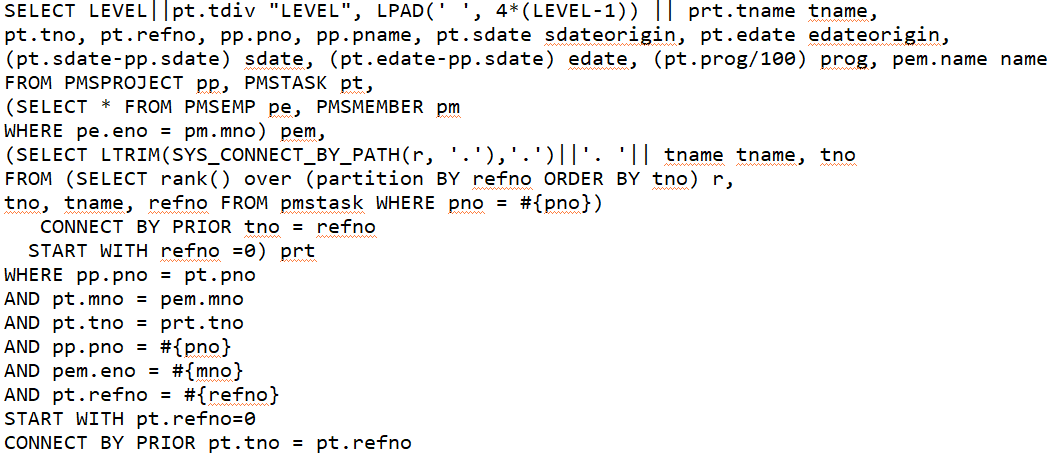 SELECT LEVEL||pt.tdiv "LEVEL", LPAD(' ', 4*(LEVEL-1)) || prt.tname tname,
pt.tno, pt.refno, pp.pno, pp.pname, pt.sdate sdateorigin, pt.edate edateorigin,
(pt.sdate-pp.sdate) sdate, (pt.edate-pp.sdate) edate, (pt.prog/100) prog, pem.name name
FROM PMSPROJECT pp, PMSTASK pt,
(SELECT * FROM PMSEMP pe, PMSMEMBER pm
WHERE pe.eno = pm.mno) pem,
(SELECT LTRIM(SYS_CONNECT_BY_PATH(r, '.'),'.')||'. '|| tname tname, tno
FROM (SELECT rank() over (partition BY refno ORDER BY tno) r,
tno, tname, refno FROM pmstask WHERE pno = #{pno})
   CONNECT BY PRIOR tno = refno
  START WITH refno =0) prt
WHERE pp.pno = pt.pno
AND pt.mno = pem.mno
AND pt.tno = prt.tno
AND pp.pno = #{pno}
AND pem.eno = #{mno}
AND pt.refno = #{refno}
START WITH pt.refno=0
CONNECT BY PRIOR pt.tno = pt.refno